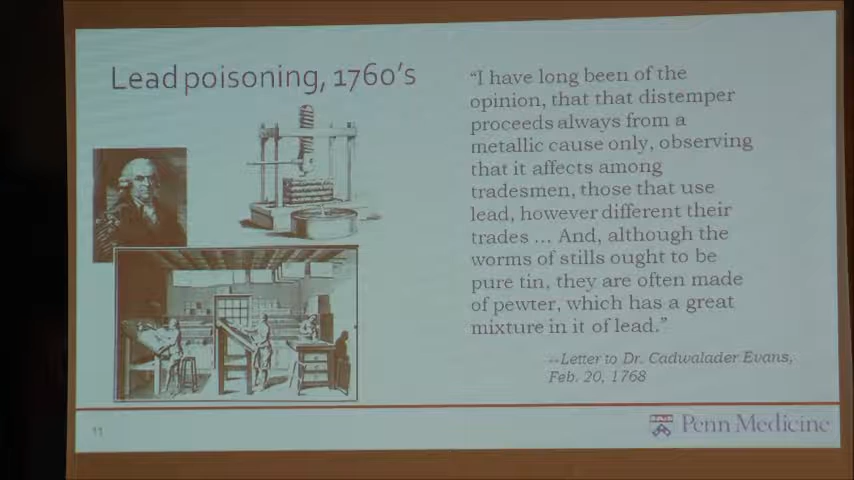 Lead poisoning, 1760's
"I have long been of the
opinion, that that distemper
proceeds always from a
metallic cause only, observing
that it affects among
tradesmen, those that use
lead, however different their
trades ... And, although the
worms of stills ought to be
pure tin, they are often made
of pewter, which has a great
mixture in it of lead."
--Letter to Dr. Cadwalader Evans,
Feb. 20, 1768
11
Penn Medicine